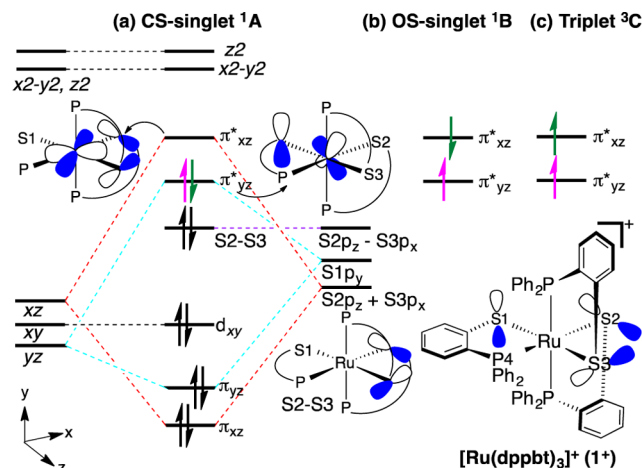 (a) CS-singlet ¹A
(b) OS-singlet ¹B
(c) Triplet ³C
z2
x2-y2
x2-y2, z2
P
S1
P
P
π*xz
π*yz
S2-S3
P
S2
S3
P
P
π*xz
π*yz
π*xz
π*yz
S2pz - S3px
S1py
S2pz + S3px
xz
xy
yz
dxy
πyz
πxz
P
S1
Ru
P
P
S2-S3
y
x
z
]+
Ph2P
S1
S2
Ru
S3
P4
Ph2
Ph2P
[Ru(dppbt)3]+ (1+)